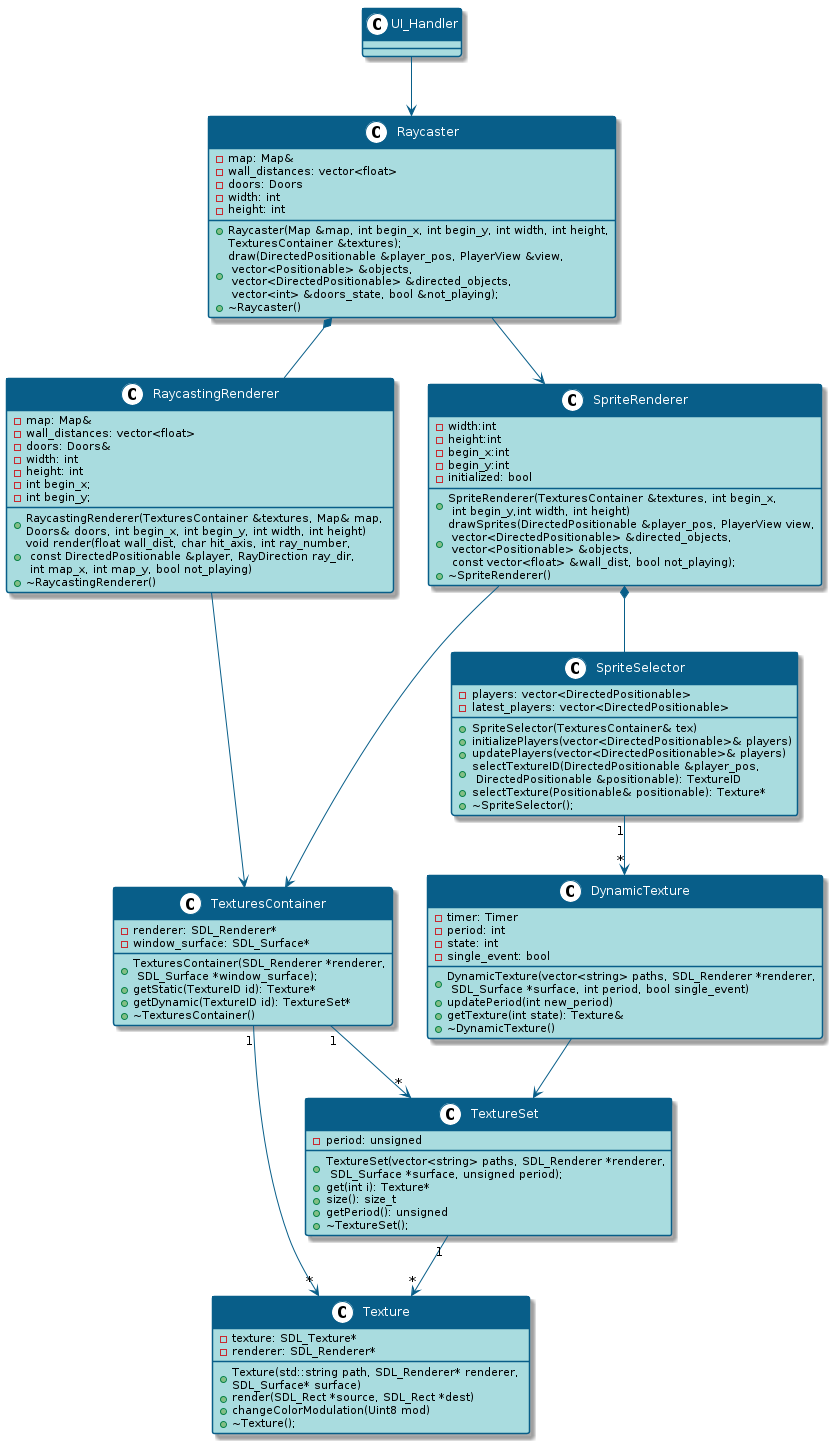 C UI_Handler
C Raycaster
map: Map&
wall_distances: vector<float>
doors: Doors
width: int
height: int
Raycaster(Map &map, int begin_x, int begin_y, int width, int height,
TexturesContainer &textures);
draw(DirectedPositionable &player_pos, PlayerView &view,
vector<Positionable> &objects,
vector<DirectedPositionable> &directed_objects,
vector<int> &doors_state, bool &not_playing);
~Raycaster()
C RaycastingRenderer
map: Map&
wall_distances: vector<float>
doors: Doors&
width: int
height: int
int begin_x;
int begin_y;
RaycastingRenderer(TexturesContainer &textures, Map& map,
Doors& doors, int begin_x, int begin_y, int width, int height)
void render(float wall_dist, char hit_axis, int ray_number,
const DirectedPositionable &player, RayDirection ray_dir,
int map_x, int map_y, bool not_playing)
~RaycastingRenderer()
C SpriteRenderer
width:int
height:int
begin_x:int
begin_y:int
initialized: bool
SpriteRenderer(TexturesContainer &textures, int begin_x,
int begin_y,int width, int height)
drawSprites(DirectedPositionable &player_pos, PlayerView view,
vector<DirectedPositionable> &directed_objects,
vector<Positionable> &objects,
const vector<float> &wall_dist, bool not_playing);
~SpriteRenderer()
C SpriteSelector
players: vector<DirectedPositionable>
latest_players: vector<DirectedPositionable>
SpriteSelector(TexturesContainer& tex)
initializePlayers(vector<DirectedPositionable>& players)
updatePlayers(vector<DirectedPositionable>& players)
selectTextureID(DirectedPositionable &player_pos,
DirectedPositionable &positionable): TextureID
selectTexture(Positionable& positionable): Texture*
~SpriteSelector();
1
*
C TexturesContainer
renderer: SDL_Renderer*
window_surface: SDL_Surface*
TexturesContainer(SDL_Renderer *renderer,
SDL_Surface *window_surface);
getStatic(TextureID id): Texture*
getDynamic(TextureID id): TextureSet*
~TexturesContainer()
C DynamicTexture
timer: Timer
period: int
state: int
single_event: bool
DynamicTexture(vector<string> paths, SDL_Renderer *renderer,
SDL_Surface *surface, int period, bool single_event)
updatePeriod(int new_period)
getTexture(int state): Texture&
~DynamicTexture()
1
1
*
C TextureSet
period: unsigned
TextureSet(vector<string> paths, SDL_Renderer *renderer,
SDL_Surface *surface, unsigned period);
get(int i): Texture*
size(): size_t
getPeriod(): unsigned
~TextureSet();
1
*
*
C Texture
texture: SDL_Texture*
renderer: SDL_Renderer*
Texture(std::string path, SDL_Renderer* renderer,
SDL_Surface* surface)
render(SDL_Rect *source, SDL_Rect *dest)
changeColorModulation(Uint8 mod)
~Texture();